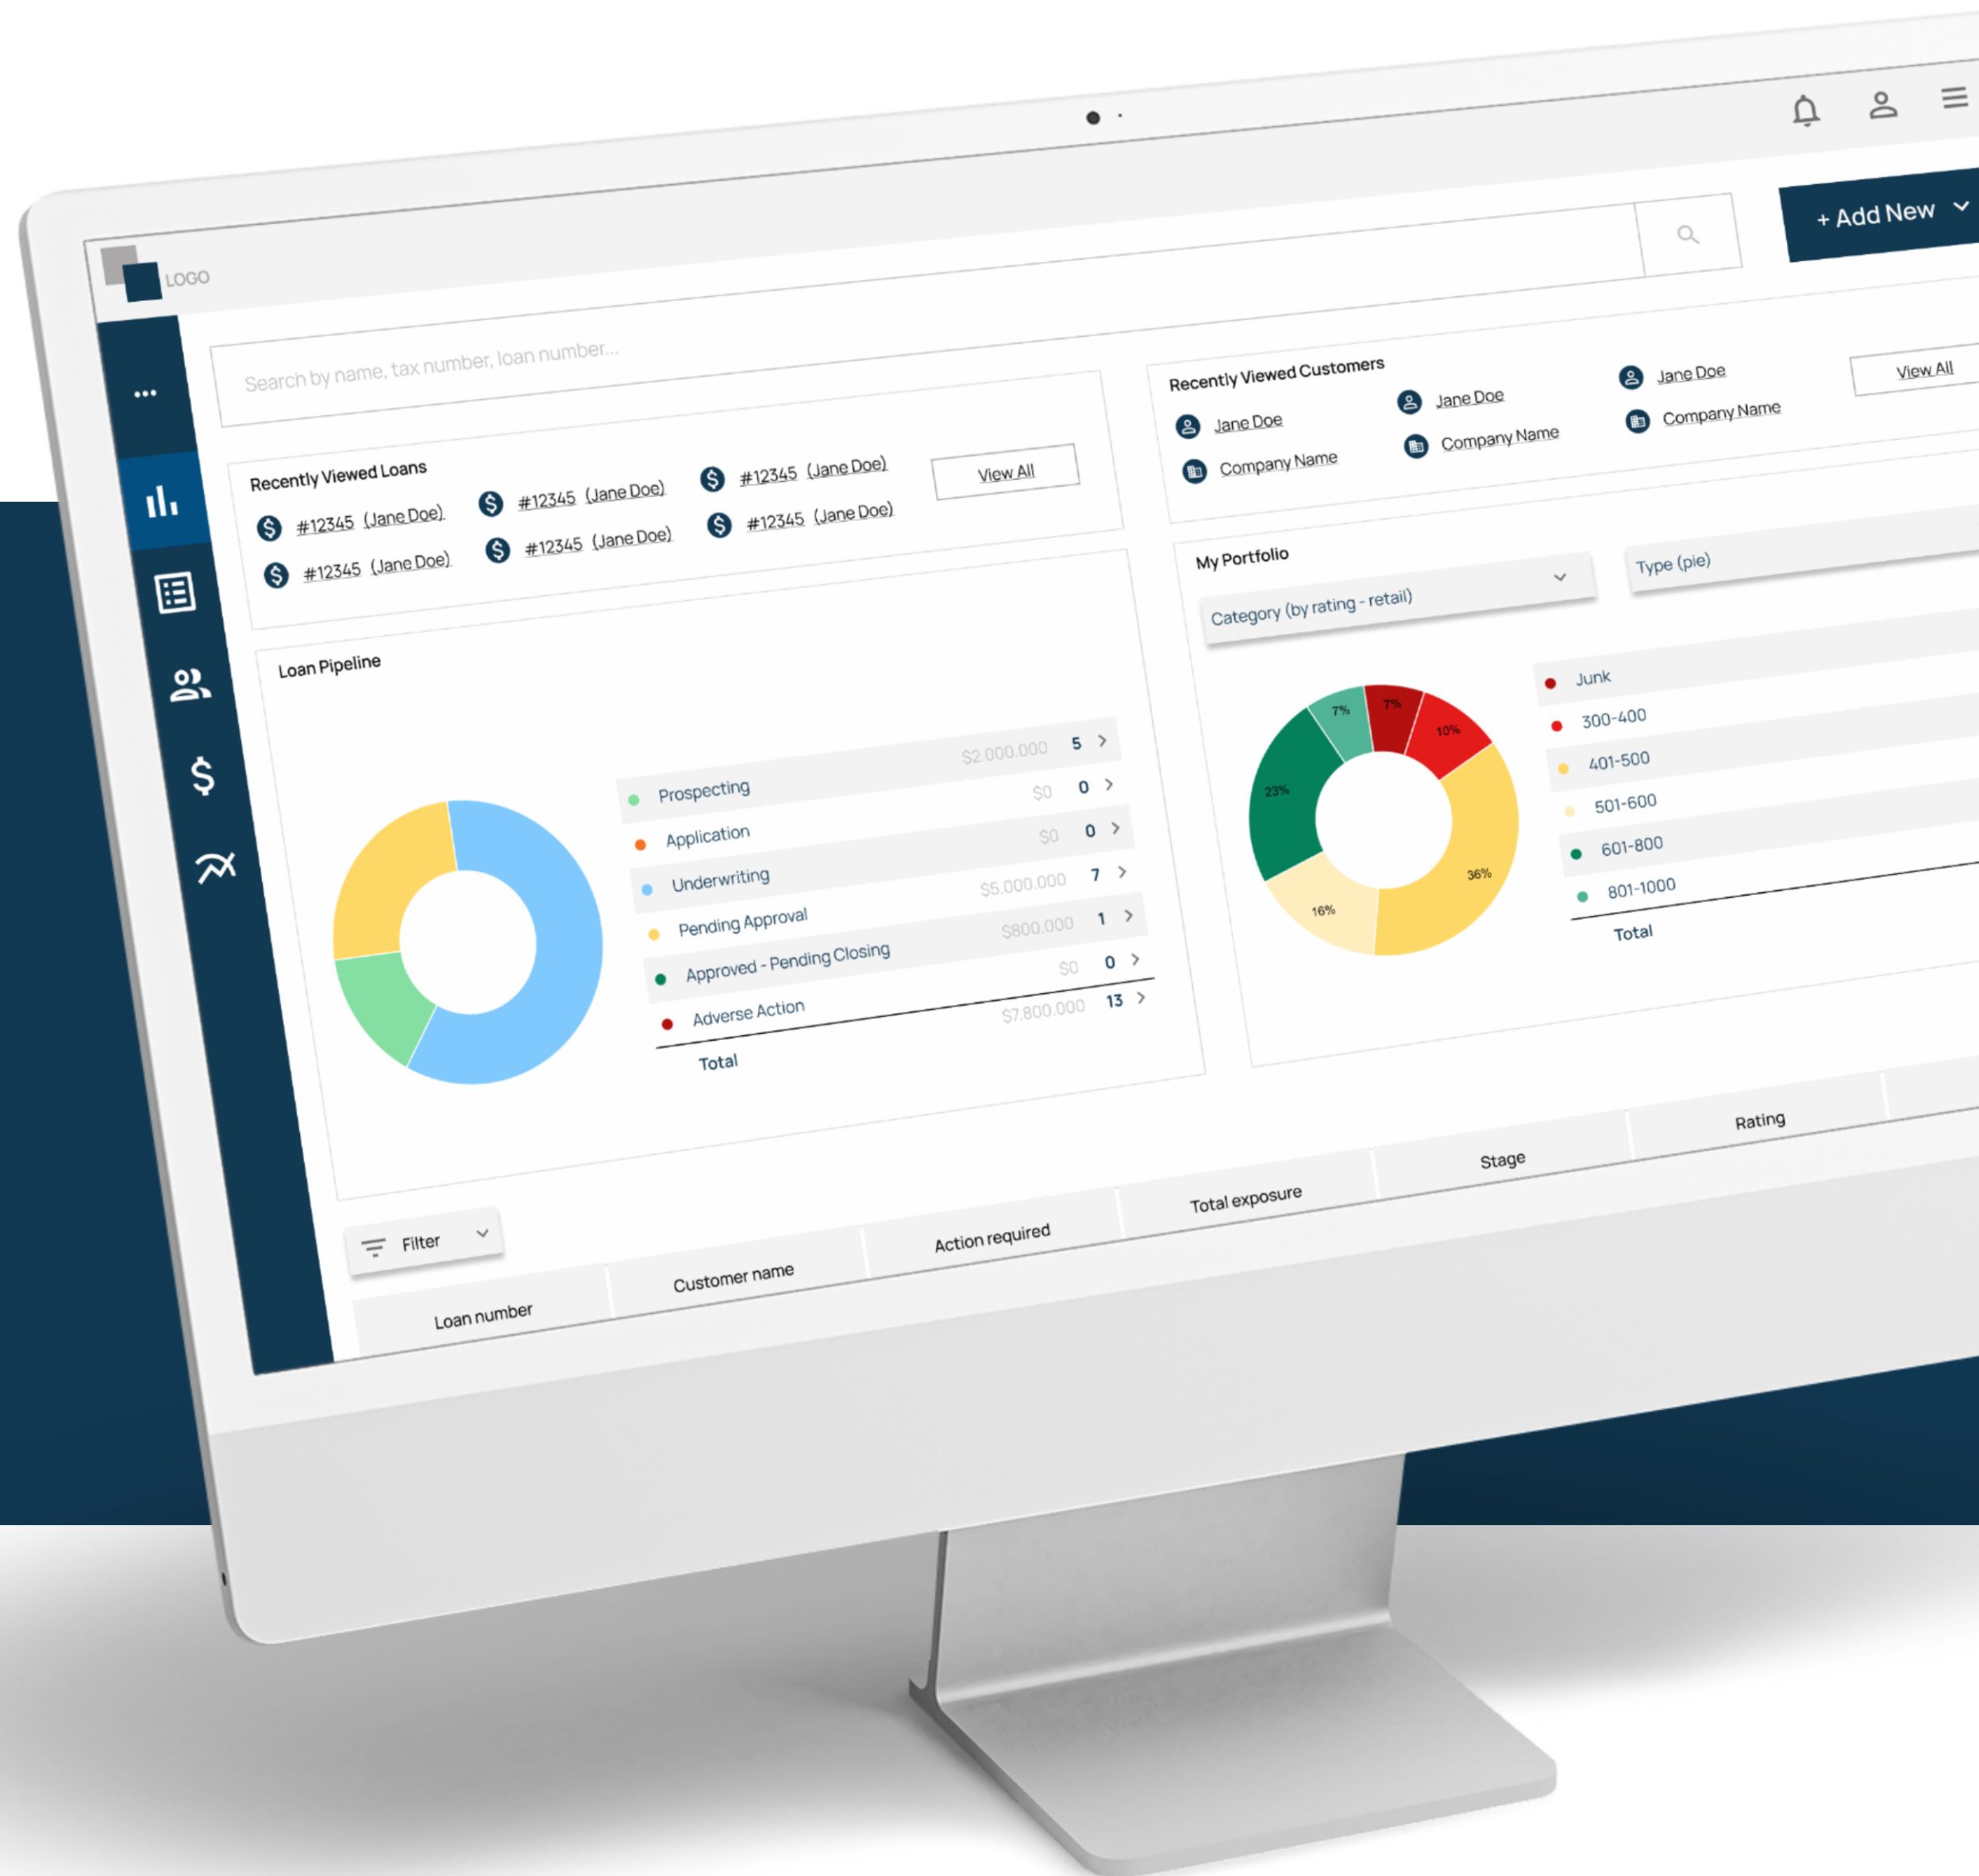 LOGO
+ Add New
Search by name, tax number, loan number...
Recently Viewed Loans
#12345 (Jane Doe) #12345 (Jane Doe) #12345 (Jane Doe)
#12345 (Jane Doe) #12345 (Jane Doe) #12345 (Jane Doe)
View All
Recently Viewed Customers
Jane Doe Jane Doe Jane Doe
Company Name Company Name Company Name
View All
Loan Pipeline
Prospecting $2.000.000 5
Application $0 0
Underwriting $0 0
Pending Approval $5.000.000 7
Approved - Pending Closing $800.000 1
Adverse Action $0 0
Total $7.800.000 13
My Portfolio
Category (by rating - retail)
Type (pie)
7%
7%
10%
23%
36%
16%
Junk
300-400
401-500
501-600
601-800
801-1000
Total
Filter
Loan number Customer name Action required Total exposure Stage Rating